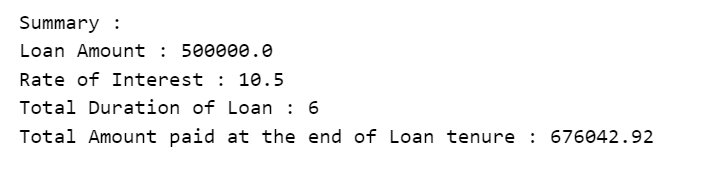 Summary :
Loan Amount : 500000.0
Rate of Interest : 10.5
Total Duration of Loan : 6
Total Amount paid at the end of Loan tenure : 676042.92